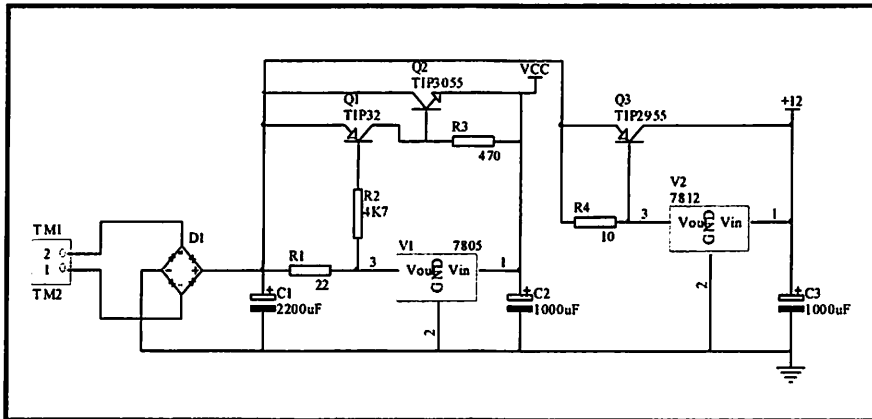 Q2
TIP3055
VCC
Q1
TIP32
R3
470
Q3
TIP2955
+12
R2
4K7
V2
7812
R4
10
3
Vout
GND
Vin
1
2
TM1
2
1
TM2
D1
R1
22
V1
7805
3
Vout
GND
Vin
1
2
C1
2200uF
C2
1000uF
C3
1000uF